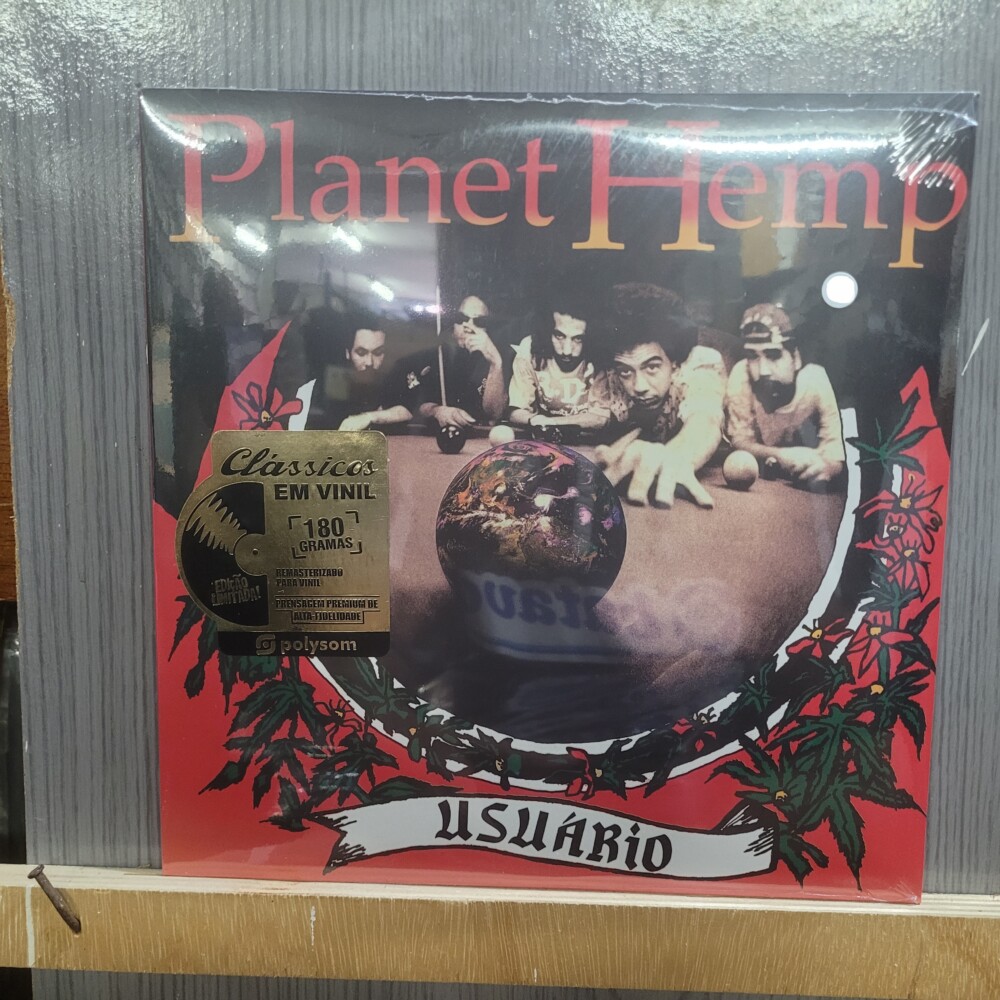 Planet Hemp
Clássicos
EM VINIL
180
GRAMAS
REMASTERIZADO
PARA VINIL
EDIÇÃO
LIMITADA!
PRENSAGEM PREMIUM DE
ALTA-FIDELIDADE
polysom
USUÁRiO